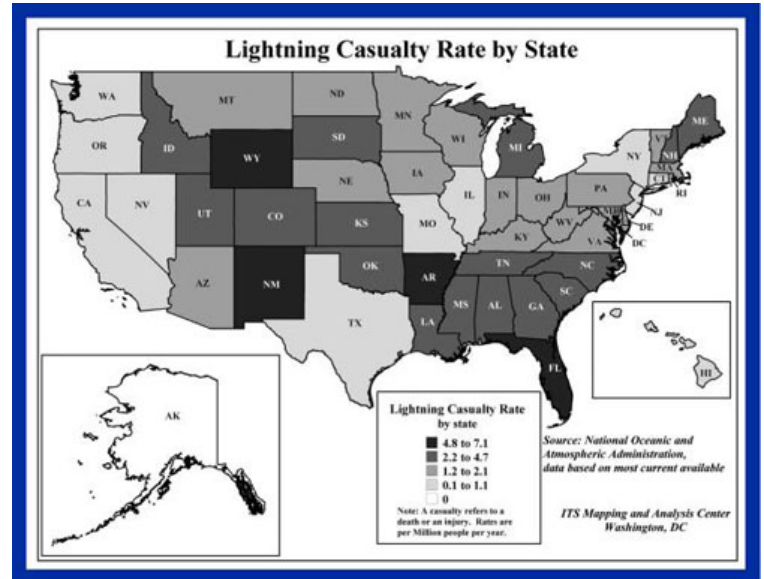 Lightning Casualty Rate by State
WA
MT
ND
MN
ME
OR
ID
WY
SD
WI
MI
VT
NH
NY
MA
CT
RI
CA
NV
UT
CO
NE
IA
IL
IN
OH
PA
NJ
DE
DC
KS
MO
KY
WV
VA
AZ
NM
OK
AR
TN
NC
TX
LA
MS
AL
GA
SC
FL
AK
HI
Lightning Casualty Rate
by state
4.8 to 7.1
2.2 to 4.7
1.2 to 2.1
0.1 to 1.1
0
Note: A casualty refers to a
death or an injury. Rates are
per Million people per year.
Source: National Oceanic and
Atmospheric Administration,
data based on most current available
ITS Mapping and Analysis Center
Washington, DC